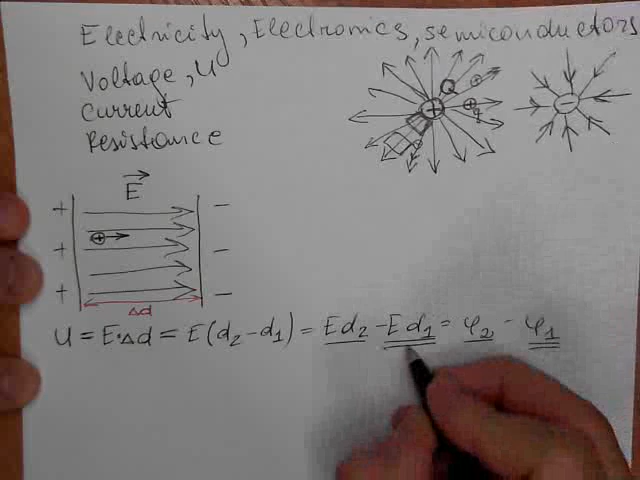 Electricity, Electronics, semiconductors
Voltage, U
Current
Resistance
Q
q
E
+ −
+ −
+ −
Δd
U = E·Δd = E(d₂−d₁) = Ed₂ − Ed₁ = φ₂ − φ₁